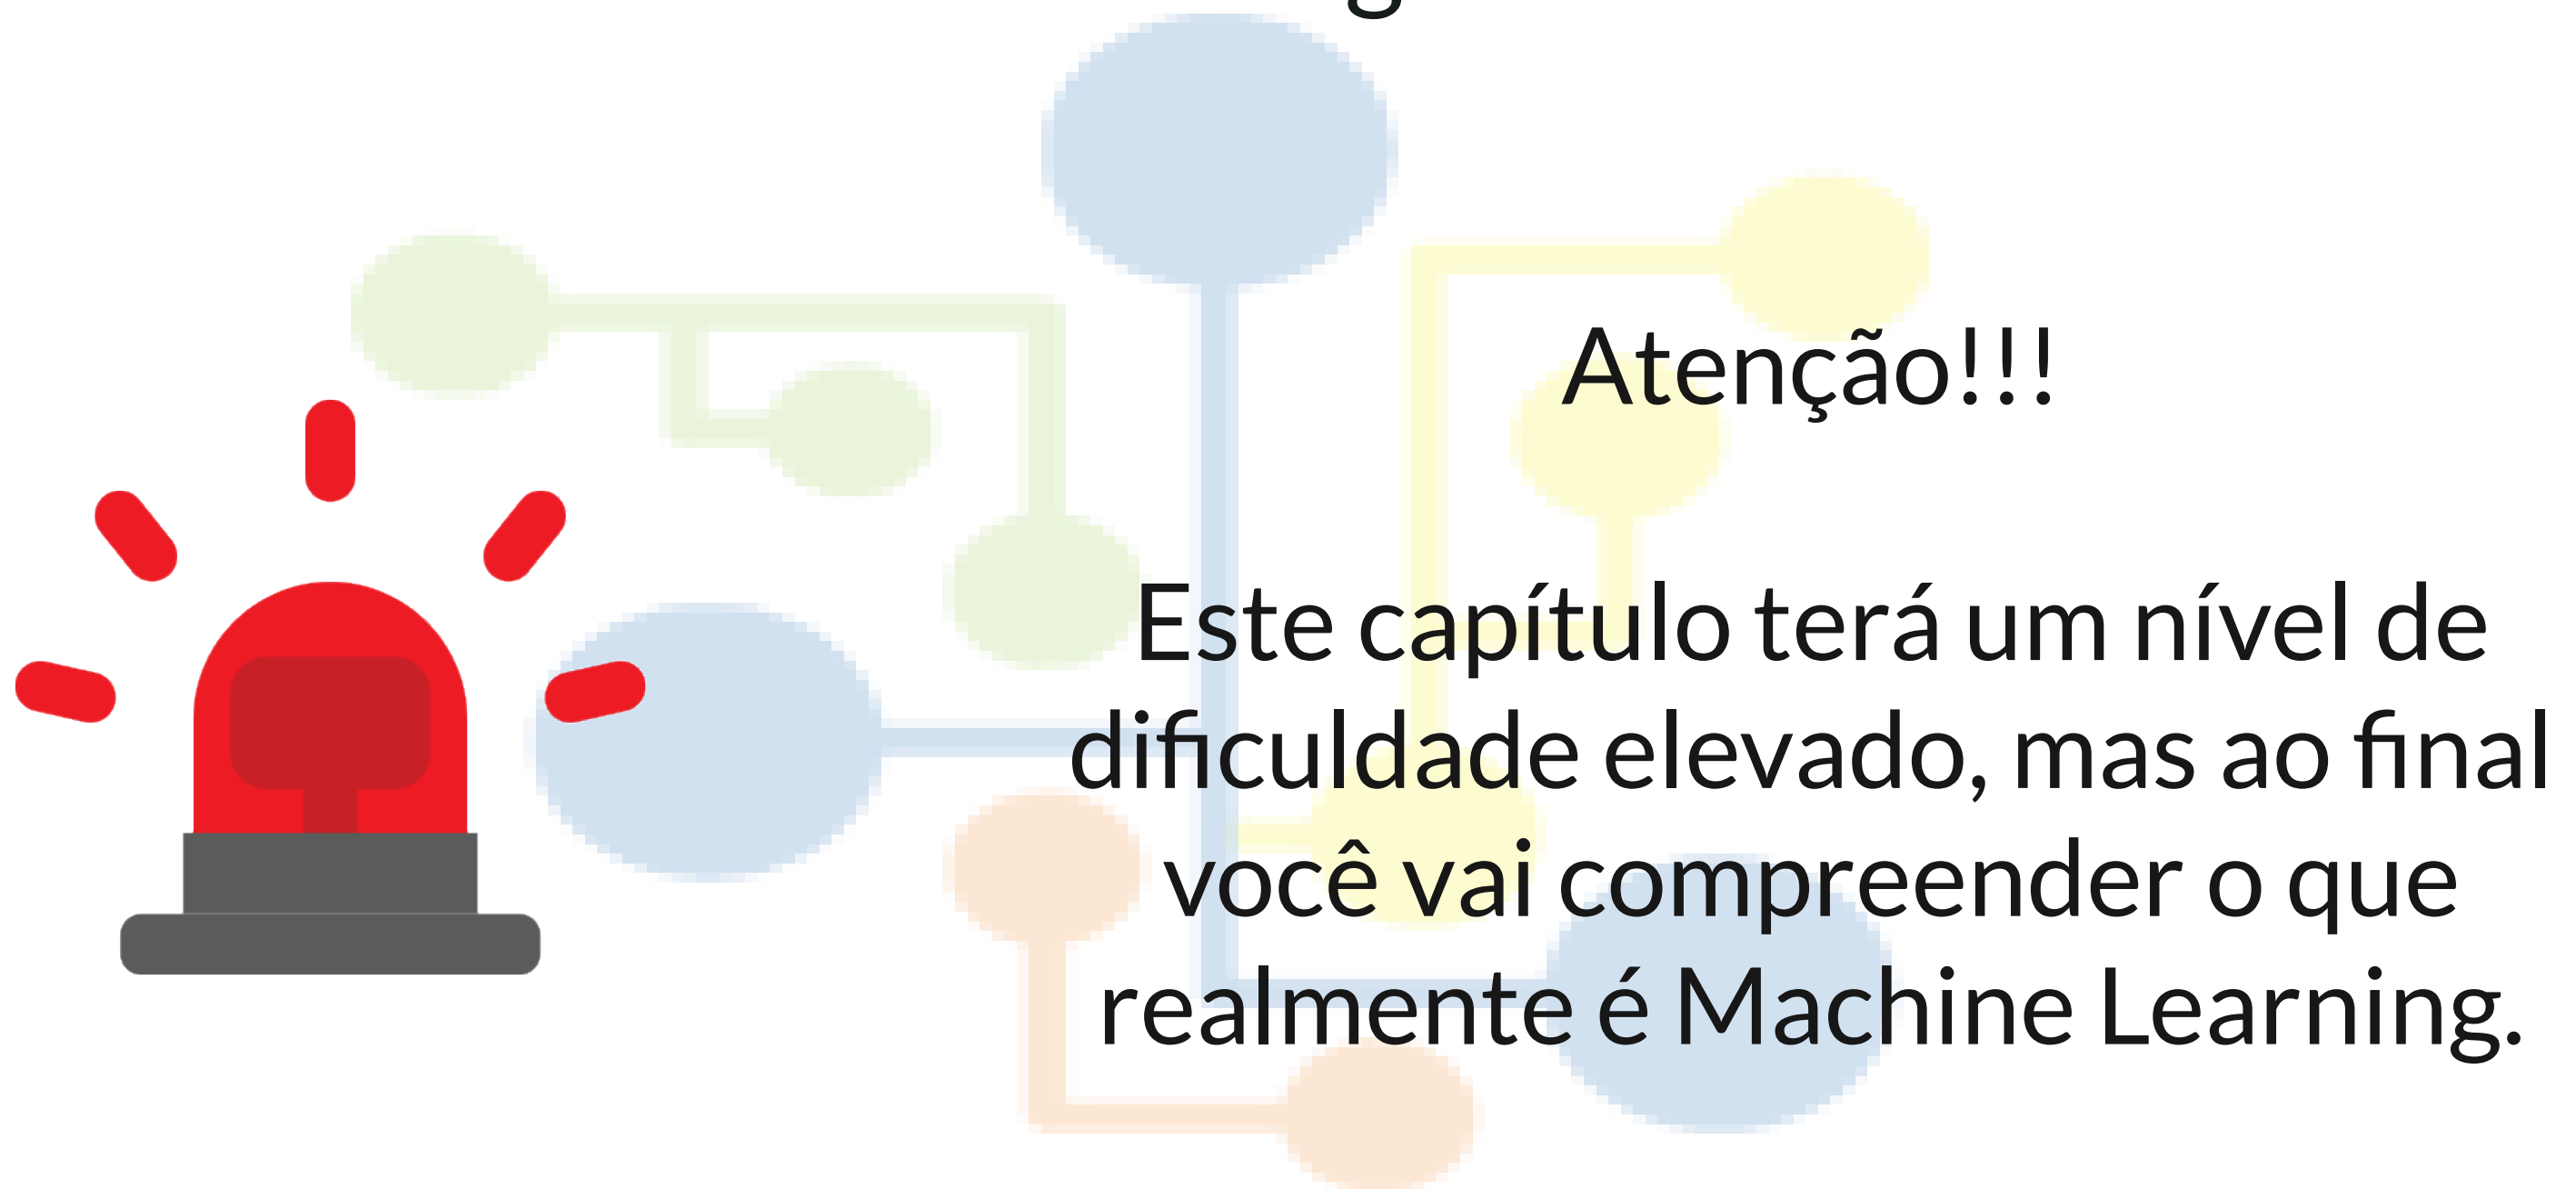 Atenção!!!
Este capítulo terá um nível de
dificuldade elevado, mas ao final
você vai compreender o que
realmente é Machine Learning.